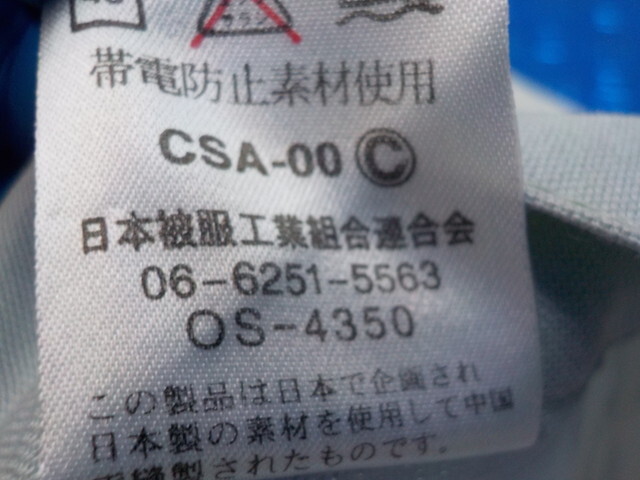 帯電防止素材使用
CSA-00 Ⓒ
日本被服工業組合連合会
06-6251-5563
OS-4350
この製品は日本で企画され
日本製の素材を使用して中国
で縫製されたものです。